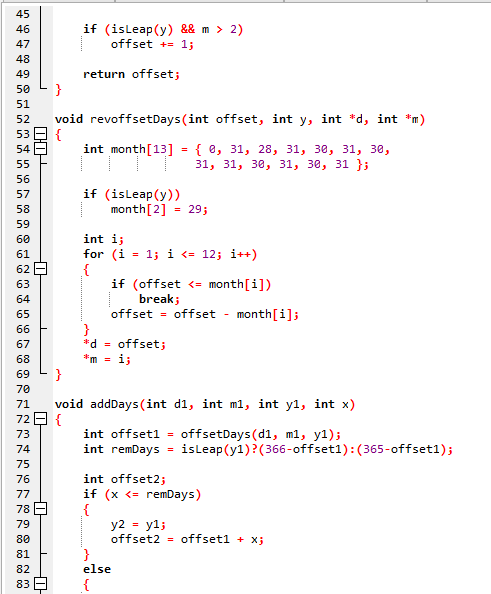 45
46 if (isLeap(y) && m > 2)
47 offset += 1;
48
49 return offset;
50 }
51
52 void revoffsetDays(int offset, int y, int *d, int *m)
53 {
54 int month[13] = { 0, 31, 28, 31, 30, 31, 30,
55 31, 31, 30, 31, 30, 31 };
56
57 if (isLeap(y))
58 month[2] = 29;
59
60 int i;
61 for (i = 1; i <= 12; i++)
62 {
63 if (offset <= month[i])
64 break;
65 offset = offset - month[i];
66 }
67 *d = offset;
68 *m = i;
69 }
70
71 void addDays(int d1, int m1, int y1, int x)
72 {
73 int offset1 = offsetDays(d1, m1, y1);
74 int remDays = isLeap(y1)?(366-offset1):(365-offset1);
75
76 int offset2;
77 if (x <= remDays)
78 {
79 y2 = y1;
80 offset2 = offset1 + x;
81 }
82 else
83 {